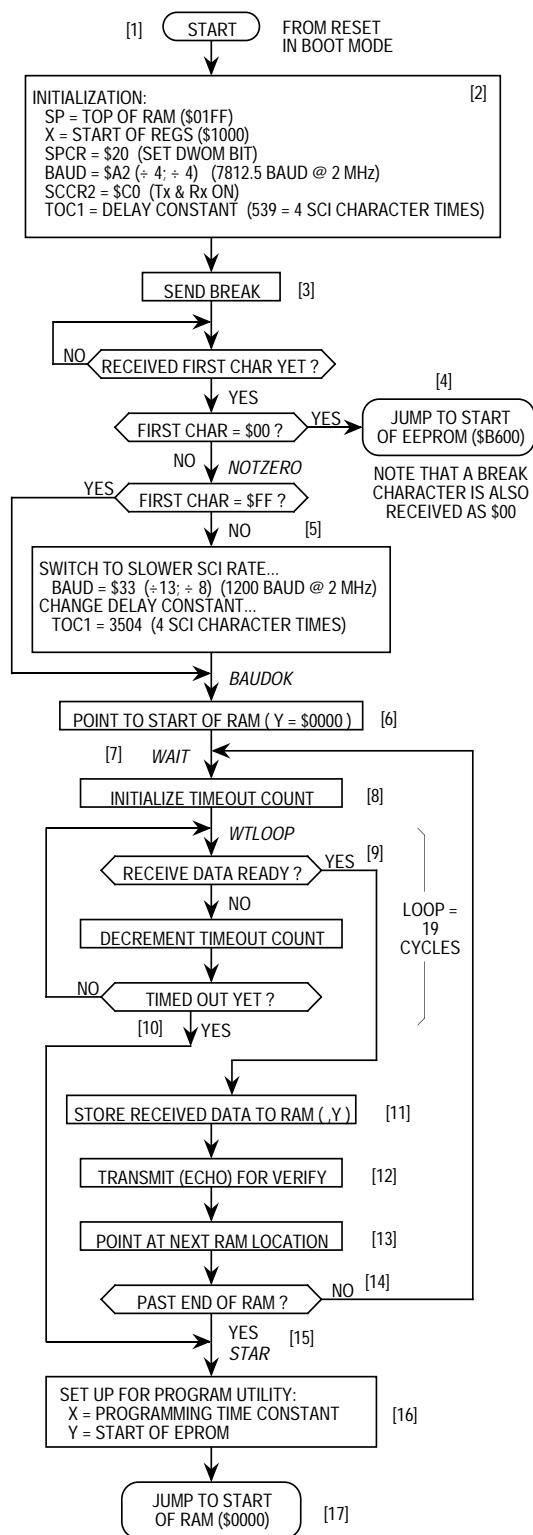 [1]
START
FROM RESET
IN BOOT MODE
[2]
INITIALIZATION:
SP = TOP OF RAM ($01FF)
X = START OF REGS ($1000)
SPCR = $20 (SET DWOM BIT)
BAUD = $A2 (÷ 4; ÷ 4) (7812.5 BAUD @ 2 MHz)
SCCR2 = $C0 (Tx & Rx ON)
TOC1 = DELAY CONSTANT (539 = 4 SCI CHARACTER TIMES)
SEND BREAK
[3]
NO
RECEIVED FIRST CHAR YET ?
YES
[4]
FIRST CHAR = $00 ?
YES
JUMP TO START
OF EEPROM ($B600)
NOTE THAT A BREAK
CHARACTER IS ALSO
RECEIVED AS $00
NO
NOTZERO
YES
FIRST CHAR = $FF ?
NO
[5]
SWITCH TO SLOWER SCI RATE...
BAUD = $33 (÷13; ÷ 8) (1200 BAUD @ 2 MHz)
CHANGE DELAY CONSTANT...
TOC1 = 3504 (4 SCI CHARACTER TIMES)
BAUDOK
POINT TO START OF RAM ( Y = $0000 )
[6]
[7]
WAIT
INITIALIZE TIMEOUT COUNT
[8]
WTLOOP
RECEIVE DATA READY ?
YES
[9]
NO
DECREMENT TIMEOUT COUNT
LOOP =
19
CYCLES
NO
TIMED OUT YET ?
[10]
YES
STORE RECEIVED DATA TO RAM ( ,Y )
[11]
TRANSMIT (ECHO) FOR VERIFY
[12]
POINT AT NEXT RAM LOCATION
[13]
PAST END OF RAM ?
NO
[14]
YES
[15]
STAR
SET UP FOR PROGRAM UTILITY:
X = PROGRAMMING TIME CONSTANT
Y = START OF EPROM
[16]
JUMP TO START
OF RAM ($0000)
[17]